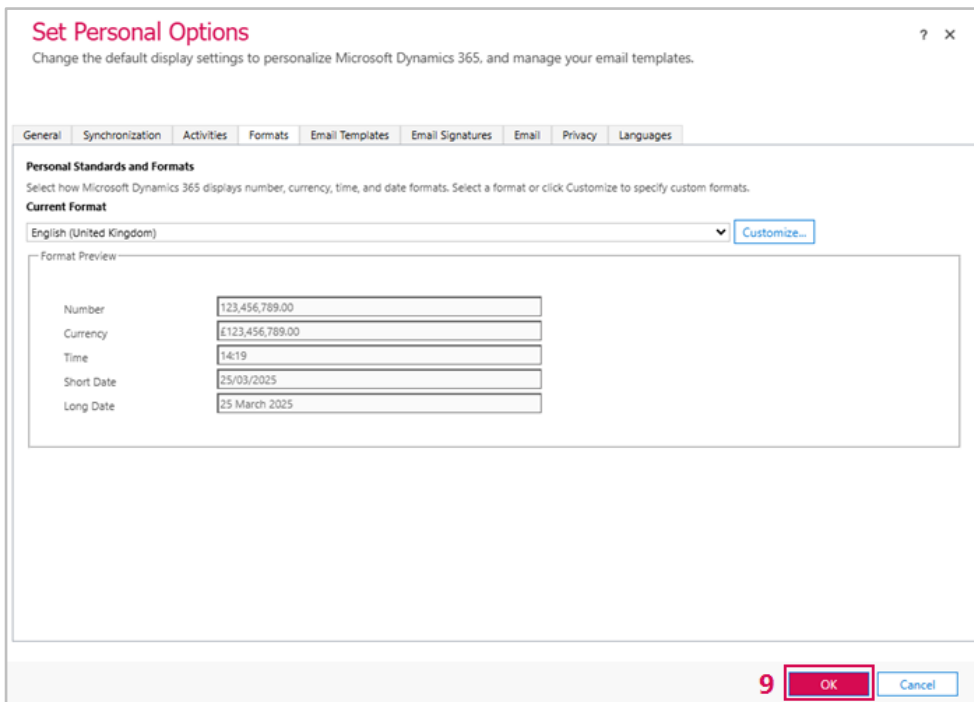 Set Personal Options
? ✕
Change the default display settings to personalize Microsoft Dynamics 365, and manage your email templates.
General Synchronization Activities Formats Email Templates Email Signatures Email Privacy Languages
Personal Standards and Formats
Select how Microsoft Dynamics 365 displays number, currency, time, and date formats. Select a format or click Customize to specify custom formats.
Current Format
English (United Kingdom) Customize...
Format Preview
Number 123,456,789.00
Currency £123,456,789.00
Time 14:19
Short Date 25/03/2025
Long Date 25 March 2025
9 OK Cancel